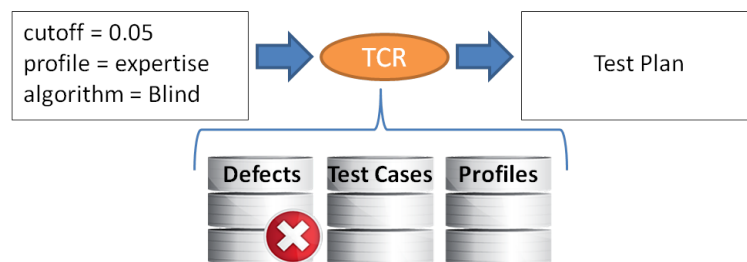 cutoff = 0.05
profile = expertise
algorithm = Blind
TCR
Test Plan
Defects
Test Cases
Profiles